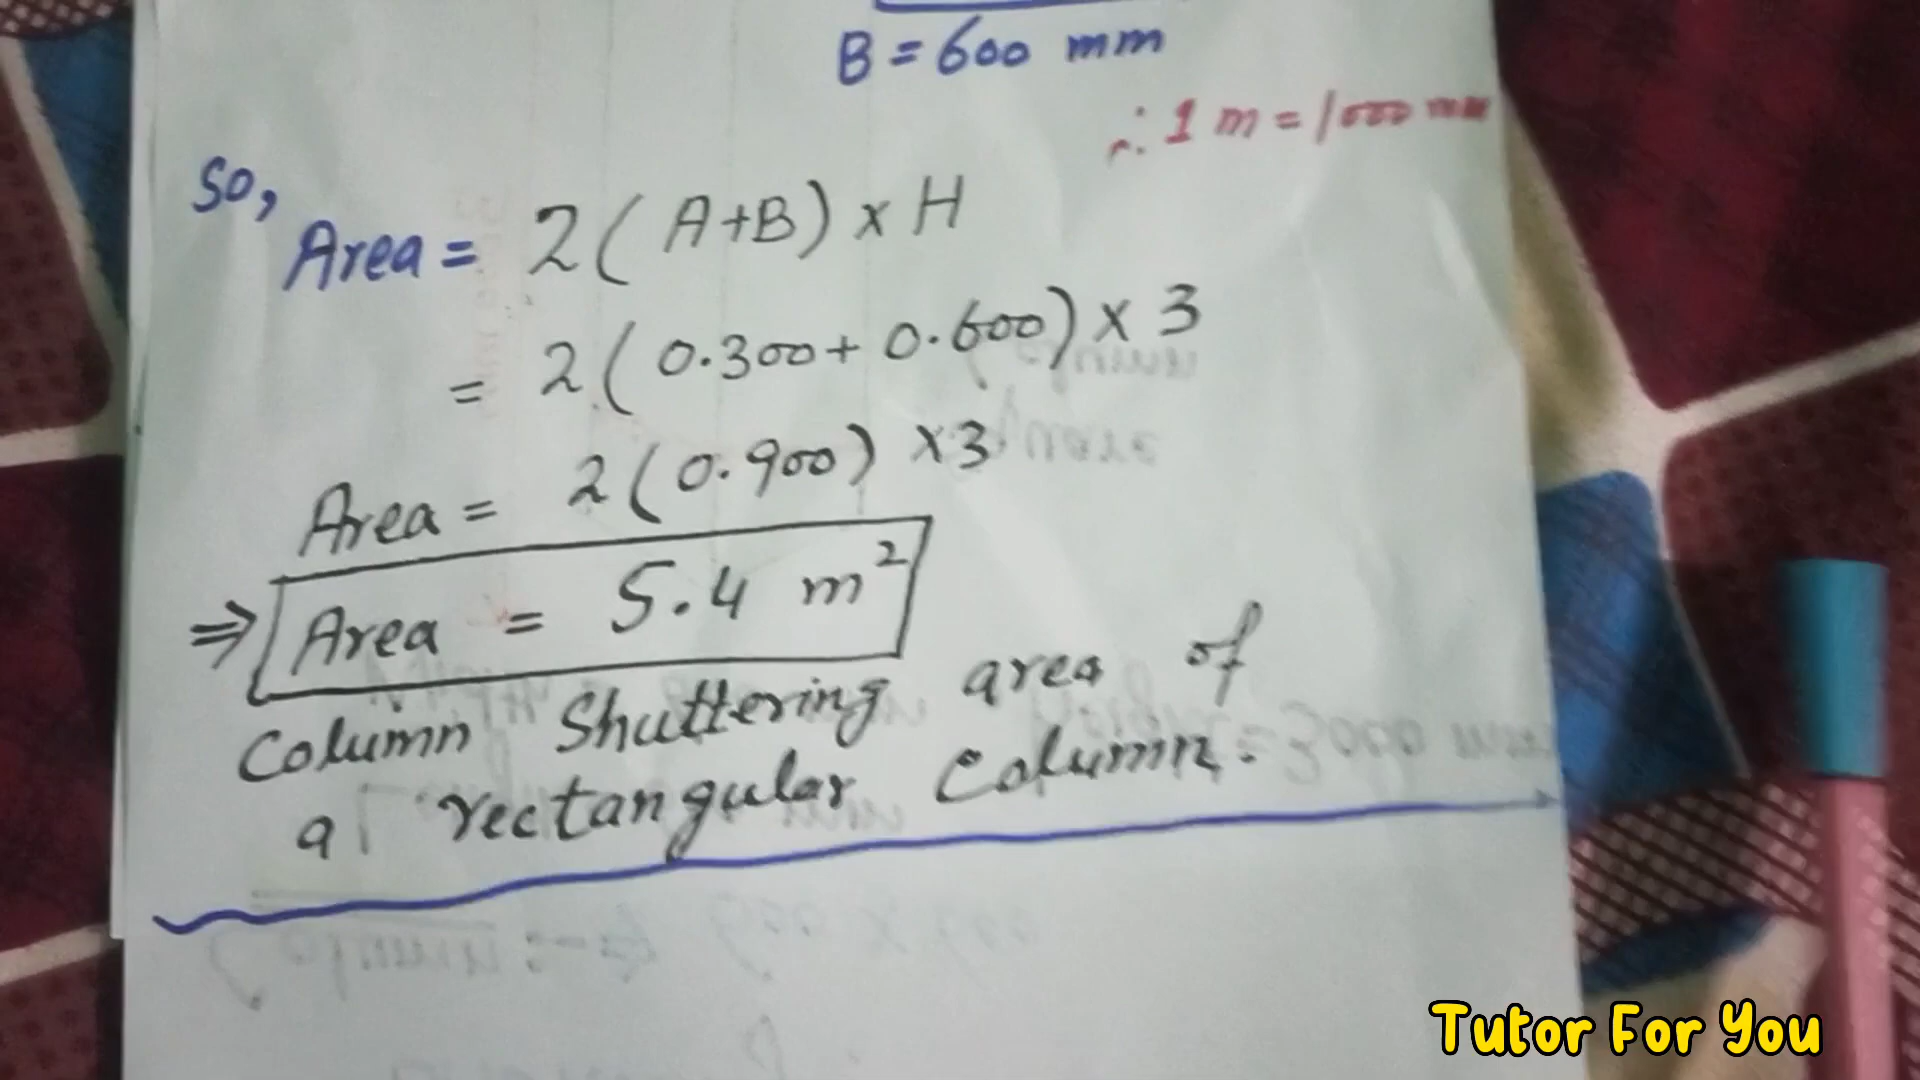 B = 600 mm
∴ 1 m = 1000 mm
So,
Area = 2 ( A+B) x H
= 2 ( 0.300+ 0.600) x 3
Area = 2 ( 0.900) x3
⇒ Area = 5.4 m²
Column Shuttering area of
a rectangular Column.
Tutor For You